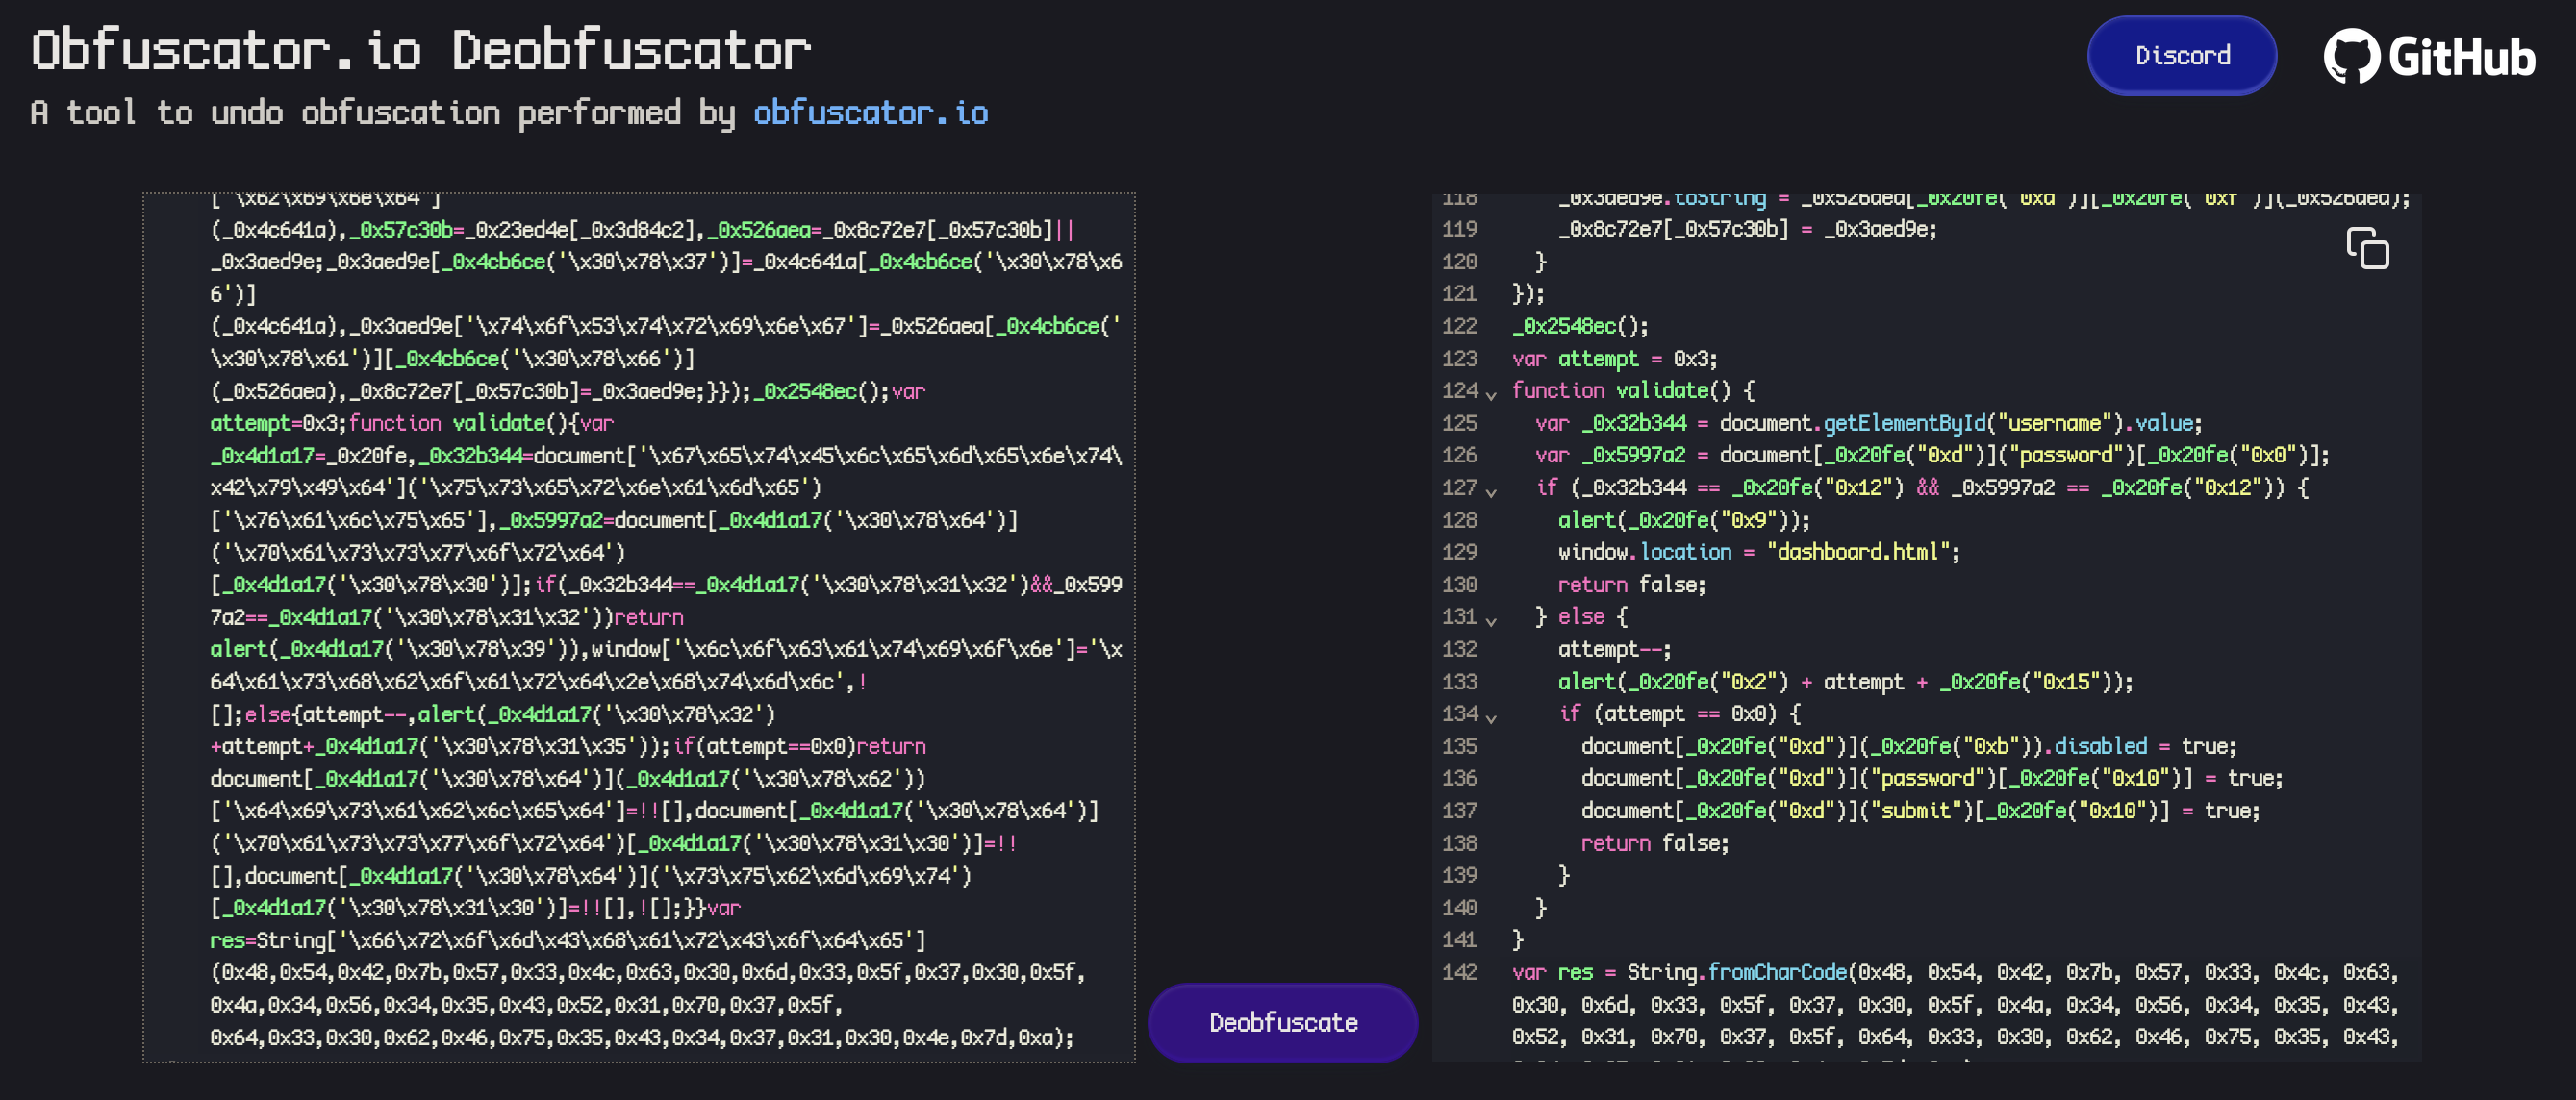 Obfuscator.io Deobfuscator
A tool to undo obfuscation performed by obfuscator.io
Discord
GitHub
['\x62\x69\x6e\x64']
(_0x4c641a),_0x57c30b=_0x23ed4e[_0x3d84c2],_0x526aea=_0x8c72e7[_0x57c30b]||
_0x3aed9e;_0x3aed9e[_0x4cb6ce('\x30\x78\x37')]=_0x4c641a[_0x4cb6ce('\x30\x78\x6
6')]
(_0x4c641a),_0x3aed9e['\x74\x6f\x53\x74\x72\x69\x6e\x67']=_0x526aea[_0x4cb6ce('
\x30\x78\x61')][_0x4cb6ce('\x30\x78\x66')]
(_0x526aea),_0x8c72e7[_0x57c30b]=_0x3aed9e;}});_0x2548ec();var
attempt=0x3;function validate(){var
_0x4d1a17=_0x20fe,_0x32b344=document['\x67\x65\x74\x45\x6c\x65\x6d\x65\x6e\x74\
x42\x79\x49\x64']('\x75\x73\x65\x72\x6e\x61\x6d\x65')
['\x76\x61\x6c\x75\x65'],_0x5997a2=document[_0x4d1a17('\x30\x78\x64')]
('\x70\x61\x73\x73\x77\x6f\x72\x64')
[_0x4d1a17('\x30\x78\x30')];if(_0x32b344==_0x4d1a17('\x30\x78\x31\x32')&&_0x599
7a2==_0x4d1a17('\x30\x78\x31\x32'))return
alert(_0x4d1a17('\x30\x78\x39')),window['\x6c\x6f\x63\x61\x74\x69\x6f\x6e']='\x
64\x61\x73\x68\x62\x6f\x61\x72\x64\x2e\x68\x74\x6d\x6c',!
[];else{attempt--,alert(_0x4d1a17('\x30\x78\x32')
+attempt+_0x4d1a17('\x30\x78\x31\x35'));if(attempt==0x0)return
document[_0x4d1a17('\x30\x78\x64')](_0x4d1a17('\x30\x78\x62'))
['\x64\x69\x73\x61\x62\x6c\x65\x64']=!![],document[_0x4d1a17('\x30\x78\x64')]
('\x70\x61\x73\x73\x77\x6f\x72\x64')[_0x4d1a17('\x30\x78\x31\x30')]=!!
[],document[_0x4d1a17('\x30\x78\x64')]('\x73\x75\x62\x6d\x69\x74')
[_0x4d1a17('\x30\x78\x31\x30')]=!![],![];}}var
res=String['\x66\x72\x6f\x6d\x43\x68\x61\x72\x43\x6f\x64\x65']
(0x48,0x54,0x42,0x7b,0x57,0x33,0x4c,0x63,0x30,0x6d,0x33,0x5f,0x37,0x30,0x5f,
0x4a,0x34,0x56,0x34,0x35,0x43,0x52,0x31,0x70,0x37,0x5f,
0x64,0x33,0x30,0x62,0x46,0x75,0x35,0x43,0x34,0x37,0x31,0x30,0x4e,0x7d,0xa);
Deobfuscate
118 _0x3aed9e.toString = _0x526aea[_0x20fe("0xa")][_0x20fe("0xf")](_0x526aea);
119 _0x8c72e7[_0x57c30b] = _0x3aed9e;
120 }
121 });
122 _0x2548ec();
123 var attempt = 0x3;
124 function validate() {
125 var _0x32b344 = document.getElementById("username").value;
126 var _0x5997a2 = document[_0x20fe("0xd")]("password")[_0x20fe("0x0")];
127 if (_0x32b344 == _0x20fe("0x12") && _0x5997a2 == _0x20fe("0x12")) {
128 alert(_0x20fe("0x9"));
129 window.location = "dashboard.html";
130 return false;
131 } else {
132 attempt--;
133 alert(_0x20fe("0x2") + attempt + _0x20fe("0x15"));
134 if (attempt == 0x0) {
135 document[_0x20fe("0xd")](_0x20fe("0xb")).disabled = true;
136 document[_0x20fe("0xd")]("password")[_0x20fe("0x10")] = true;
137 document[_0x20fe("0xd")]("submit")[_0x20fe("0x10")] = true;
138 return false;
139 }
140 }
141 }
142 var res = String.fromCharCode(0x48, 0x54, 0x42, 0x7b, 0x57, 0x33, 0x4c, 0x63,
0x30, 0x6d, 0x33, 0x5f, 0x37, 0x30, 0x5f, 0x4a, 0x34, 0x56, 0x34, 0x35, 0x43,
0x52, 0x31, 0x70, 0x37, 0x5f, 0x64, 0x33, 0x30, 0x62, 0x46, 0x75, 0x35, 0x43,